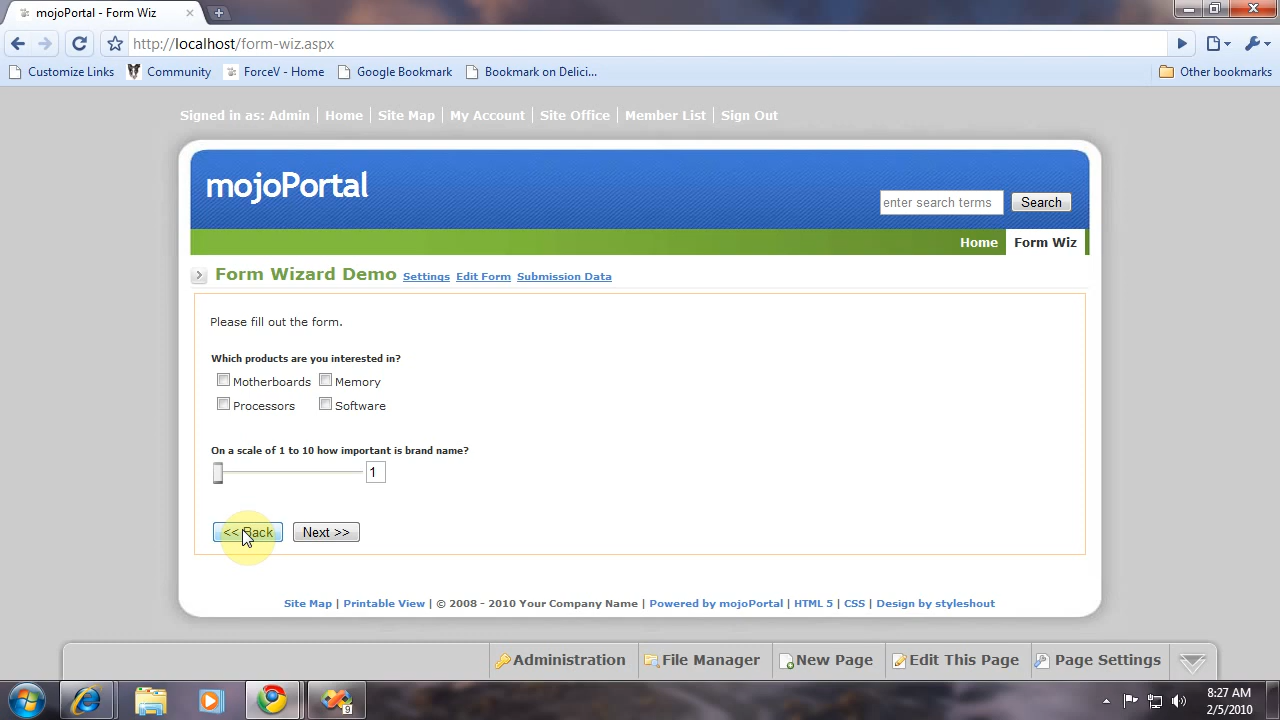 mojoPortal - Form Wiz
http://localhost/form-wiz.aspx
Customize Links Community ForceV - Home Google Bookmark Bookmark on Delici... Other bookmarks
Signed in as: Admin | Home | Site Map | My Account | Site Office | Member List | Sign Out
mojoPortal
enter search terms Search
Home Form Wiz
Form Wizard Demo Settings Edit Form Submission Data
Please fill out the form.
Which products are you interested in?
Motherboards Memory
Processors Software
On a scale of 1 to 10 how important is brand name?
1
<< Back Next >>
Site Map | Printable View | © 2008 - 2010 Your Company Name | Powered by mojoPortal | HTML 5 | CSS | Design by styleshout
Administration File Manager New Page Edit This Page Page Settings
9
8:27 AM
2/5/2010